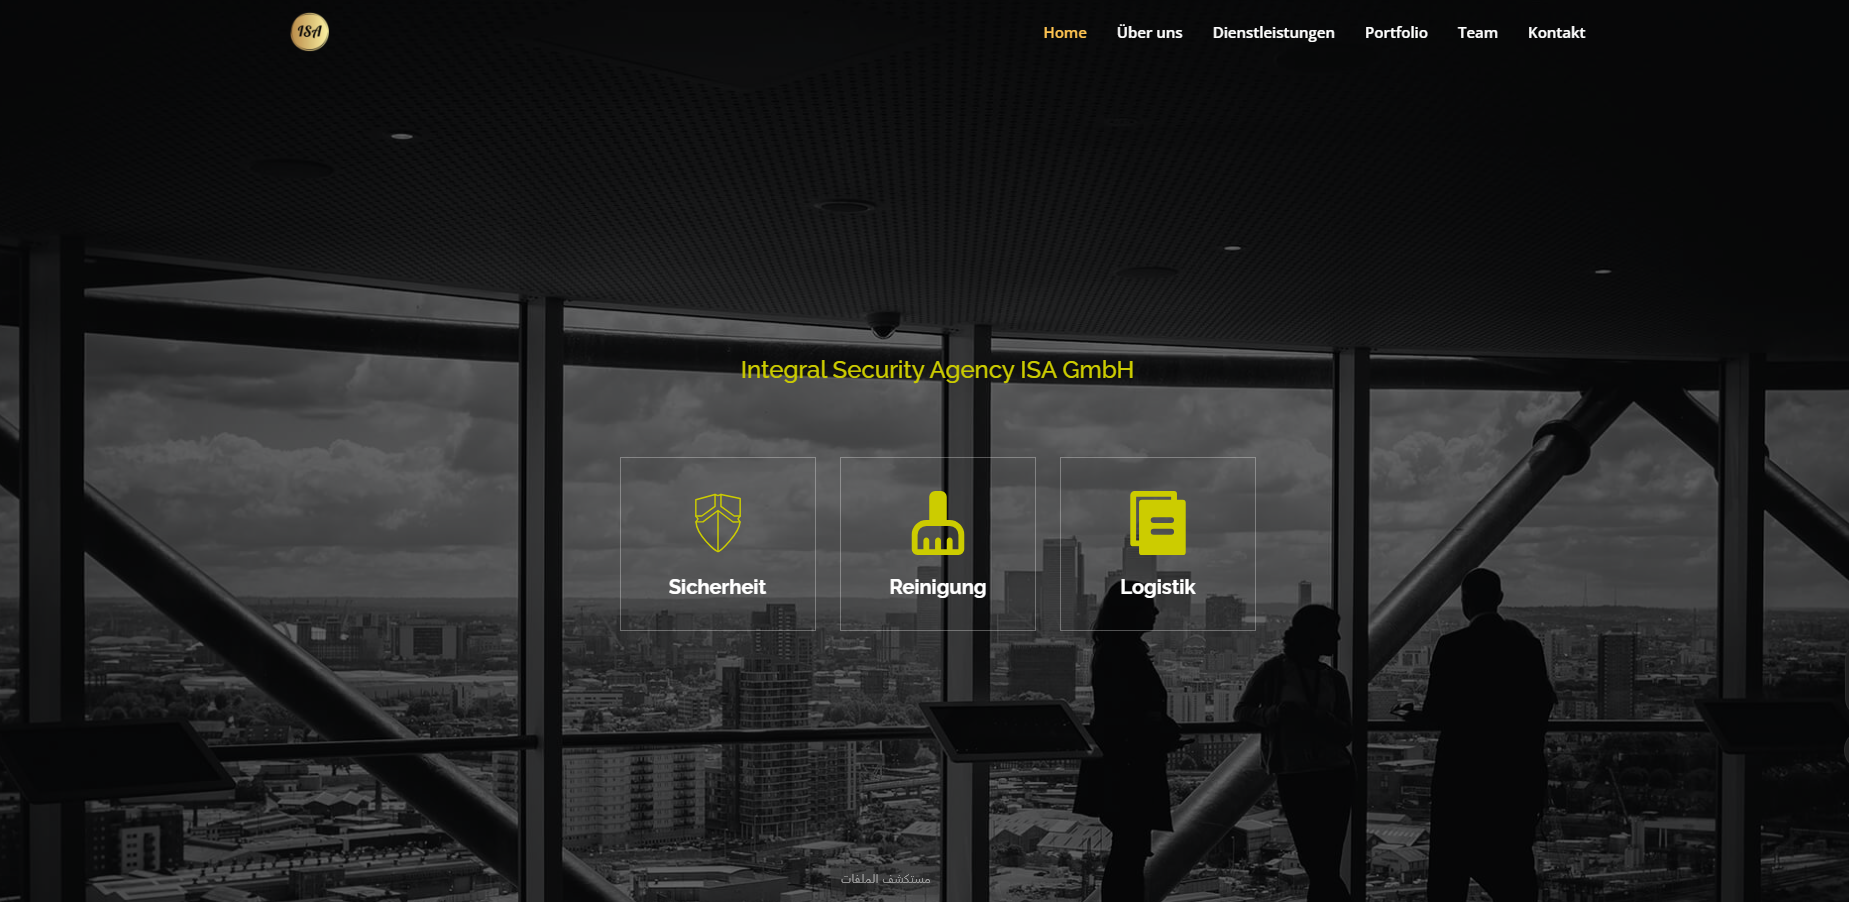 ISA
Home Über uns Dienstleistungen Portfolio Team Kontakt
Integral Security Agency ISA GmbH
Sicherheit Reinigung Logistik
مستكشف الملفات